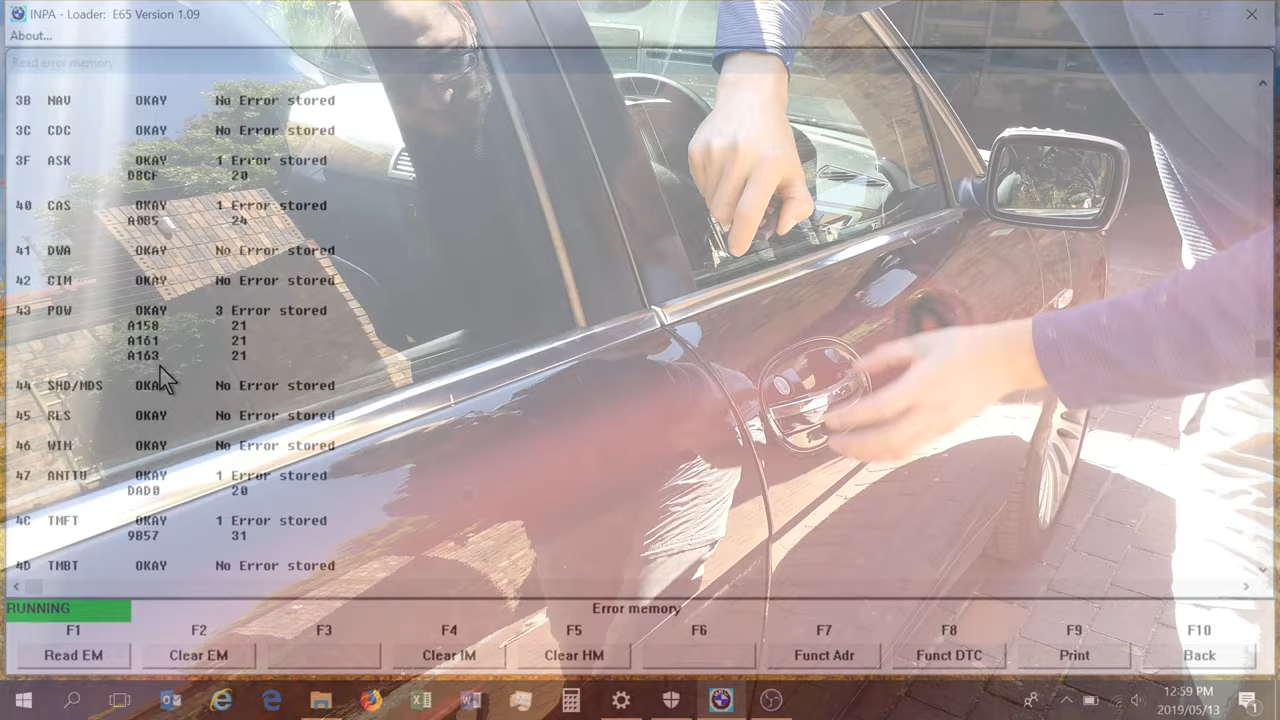 INPA - Loader: E65 Version 1.09
About...
Read error memory
3B NAV OKAY No Error stored
3C CDC OKAY No Error stored
3F ASK OKAY 1 Error stored
D8CF 20
40 CAS OKAY 1 Error stored
A0B5 24
41 DWA OKAY No Error stored
42 CIM OKAY No Error stored
43 POW OKAY 3 Error stored
A158 21
A161 21
A163 21
44 SHD/MDS OKAY No Error stored
45 RLS OKAY No Error stored
46 WIM OKAY No Error stored
47 ANTTU OKAY 1 Error stored
DAD0 20
4C TMFT OKAY 1 Error stored
9B57 31
4D TMBT OKAY No Error stored
RUNNING Error memory
F1 F2 F3 F4 F5 F6 F7 F8 F9 F10
Read EM Clear EM Clear IM Clear HM Funct Adr Funct DTC Print Back
12:59 PM
2019/05/13
1